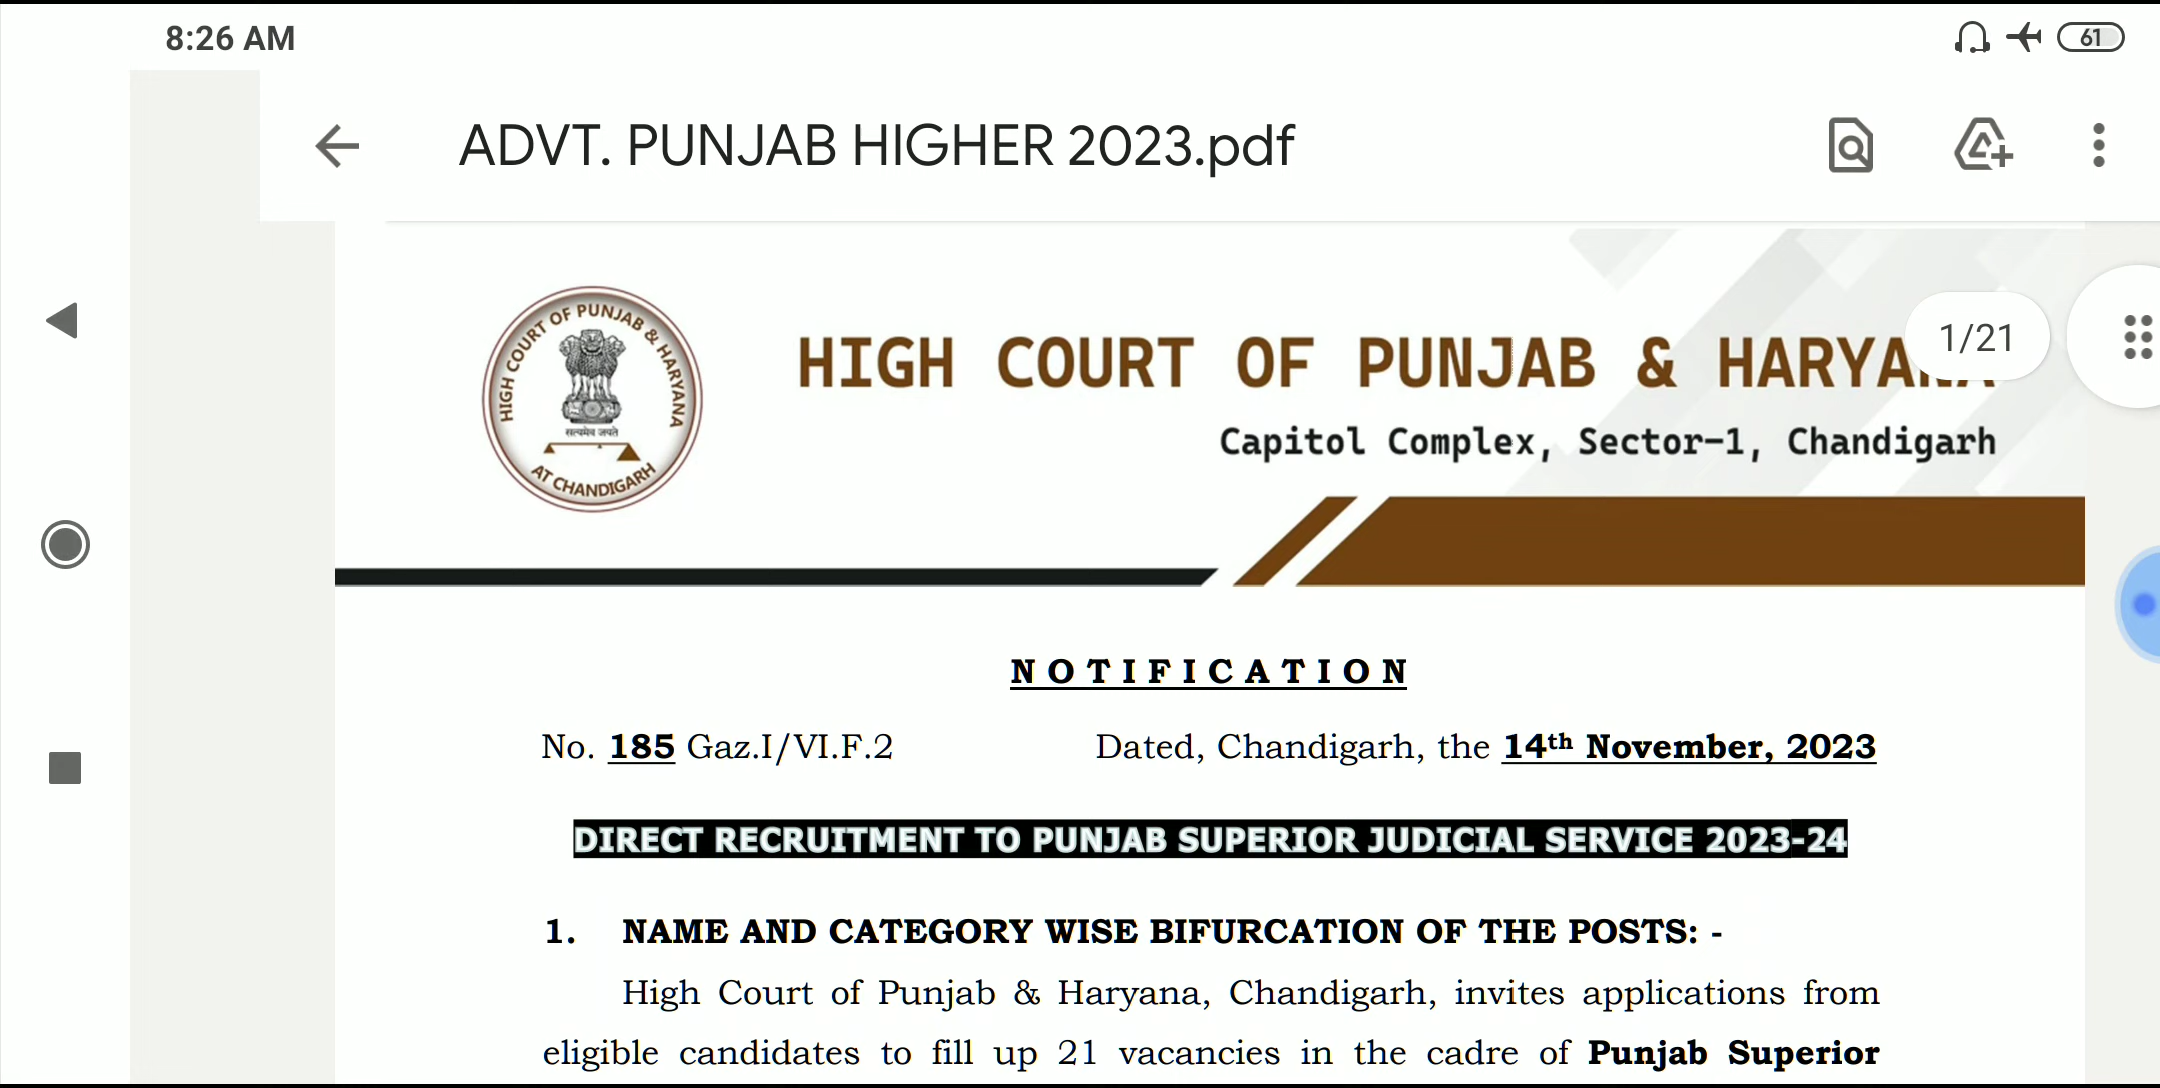 8:26 AM
61
ADVT. PUNJAB HIGHER 2023.pdf
HIGH COURT OF PUNJAB & HARYANA
AT CHANDIGARH
सत्यमेव जयते
HIGH COURT OF PUNJAB & HARYANA
1/21
Capitol Complex, Sector-1, Chandigarh
NOTIFICATION
No. 185 Gaz.I/VI.F.2 Dated, Chandigarh, the 14th November, 2023
DIRECT RECRUITMENT TO PUNJAB SUPERIOR JUDICIAL SERVICE 2023-24
1. NAME AND CATEGORY WISE BIFURCATION OF THE POSTS: -
High Court of Punjab & Haryana, Chandigarh, invites applications from
eligible candidates to fill up 21 vacancies in the cadre of Punjab Superior